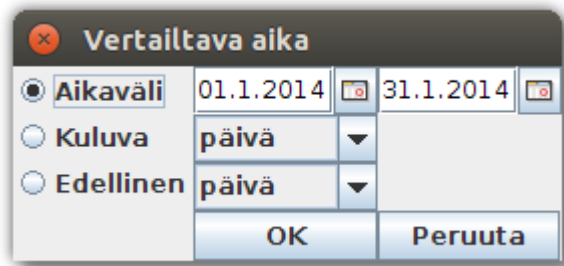 Vertailtava aika
Aikaväli 01.1.2014 31.1.2014
Kuluva päivä
Edellinen päivä
OK Peruuta